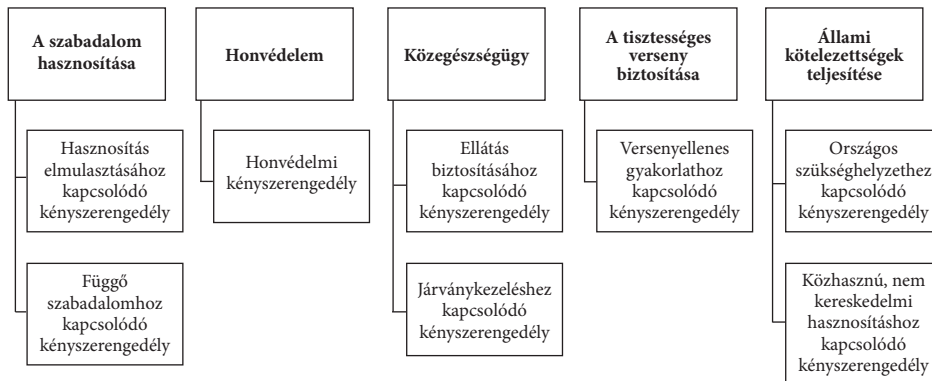 A szabadalom
hasznosítása
Hasznosítás
elmulasztásához
kapcsolódó
kényszerengedély
Függő
szabadalomhoz
kapcsolódó
kényszerengedély
Honvédelem
Honvédelmi
kényszerengedély
Közegészségügy
Ellátás
biztosításához
kapcsolódó
kényszerengedély
Járványkezeléshez
kapcsolódó
kényszerengedély
A tisztességes
verseny
biztosítása
Versenyellenes
gyakorlathoz
kapcsolódó
kényszerengedély
Állami
kötelezettségek
teljesítése
Országos
szükséghelyzethez
kapcsolódó
kényszerengedély
Közhasznú, nem
kereskedelmi
hasznosításhoz
kapcsolódó
kényszerengedély